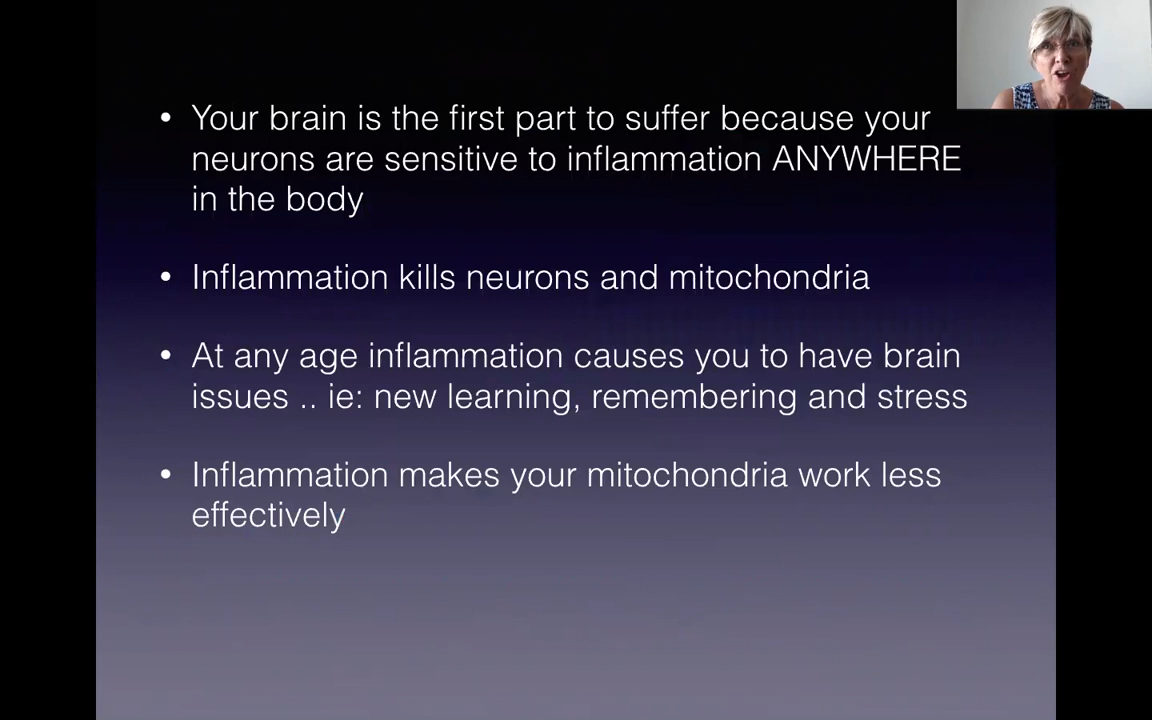 • Your brain is the first part to suffer because your
neurons are sensitive to inflammation ANYWHERE
in the body
• Inflammation kills neurons and mitochondria
• At any age inflammation causes you to have brain
issues .. ie: new learning, remembering and stress
• Inflammation makes your mitochondria work less
effectively